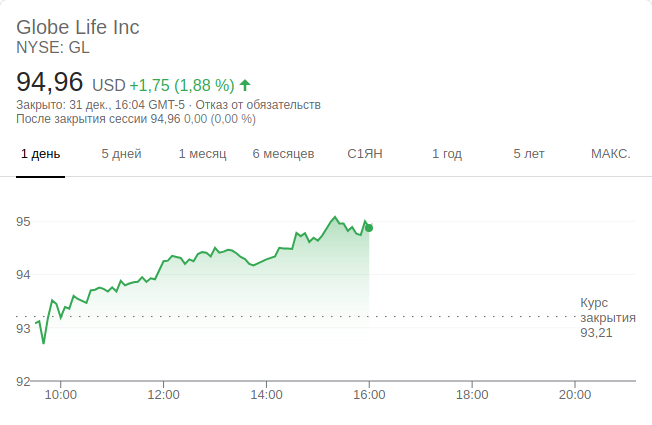 Globe Life Inc
NYSE: GL
94,96 USD +1,75 (1,88 %)
Закрыто: 31 дек., 16:04 GMT-5 · Отказ от обязательств
После закрытия сессии 94,96 0,00 (0,00 %)
1 день 5 дней 1 месяц 6 месяцев С1ЯН 1 год 5 лет МАКС.
95
94
Курс
закрытия
93,21
93
92
10:00 12:00 14:00 16:00 18:00 20:00